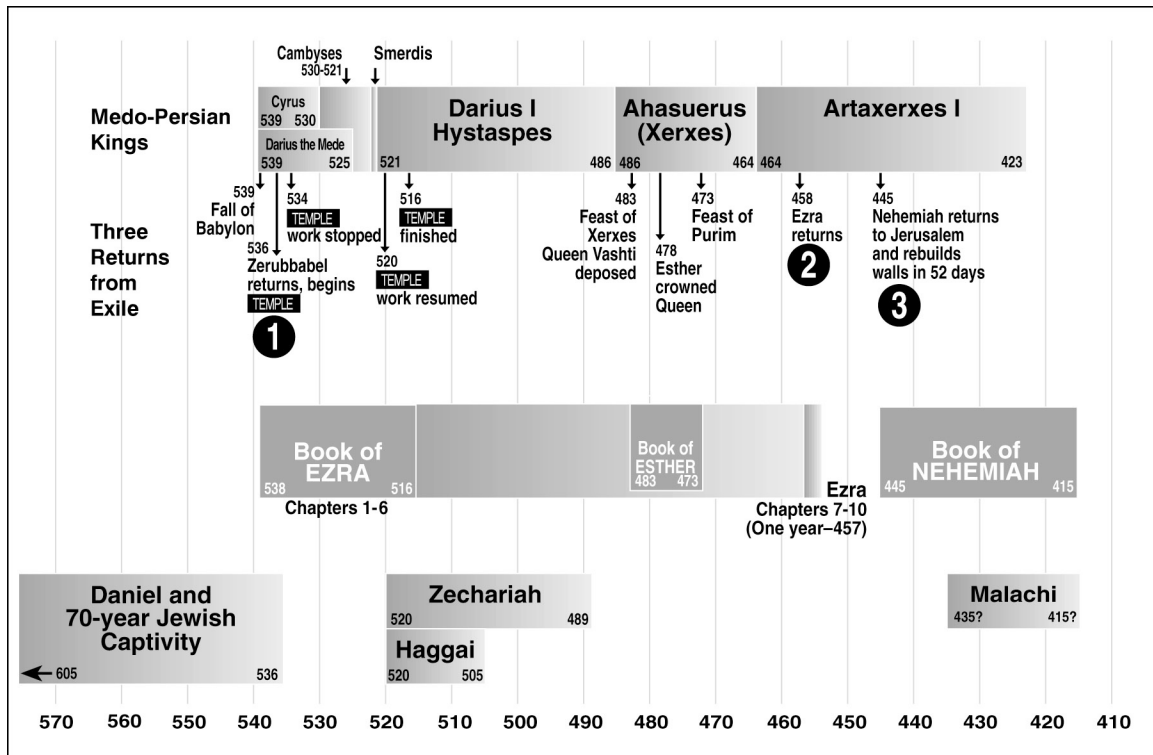 Cambyses
530-521
Smerdis
Medo-Persian
Kings
Cyrus
539 530
Darius the Mede
539 525
Darius I
Hystaspes
521 486
Ahasuerus
(Xerxes)
486 464
Artaxerxes I
464 423
Three
Returns
from
Exile
539
Fall of
Babylon
536
Zerubbabel
returns, begins
TEMPLE
1
534
TEMPLE
work stopped
520
TEMPLE
work resumed
516
TEMPLE
finished
483
Feast of
Xerxes
Queen Vashti
deposed
478
Esther
crowned
Queen
473
Feast of
Purim
458
Ezra
returns
2
445
Nehemiah returns
to Jerusalem
and rebuilds
walls in 52 days
3
Book of
EZRA
538 516
Chapters 1-6
Book of
ESTHER
483 473
Ezra
Chapters 7-10
(One year–457)
Book of
NEHEMIAH
445 415
Daniel and
70-year Jewish
Captivity
605 536
Zechariah
520 489
Haggai
520 505
Malachi
435? 415?
570 560 550 540 530 520 510 500 490 480 470 460 450 440 430 420 410